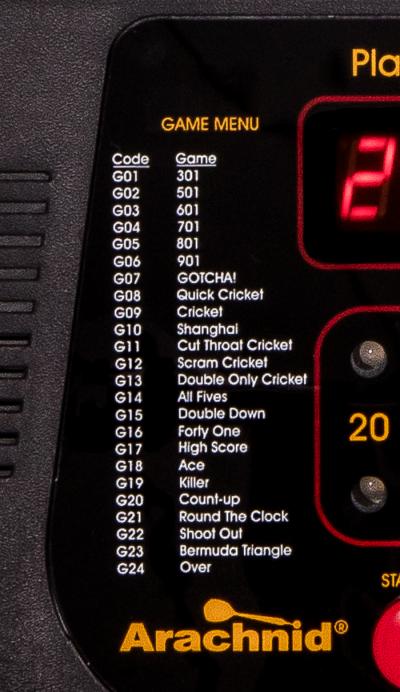 Pla
GAME MENU
Code Game
G01 301
G02 501
G03 601
G04 701
G05 801
G06 901
G07 GOTCHA!
G08 Quick Cricket
G09 Cricket
G10 Shanghai
G11 Cut Throat Cricket
G12 Scram Cricket
G13 Double Only Cricket
G14 All Fives
G15 Double Down
G16 Forty One
G17 High Score
G18 Ace
G19 Killer
G20 Count-up
G21 Round The Clock
G22 Shoot Out
G23 Bermuda Triangle
G24 Over
2
20
STA
Arachnid®